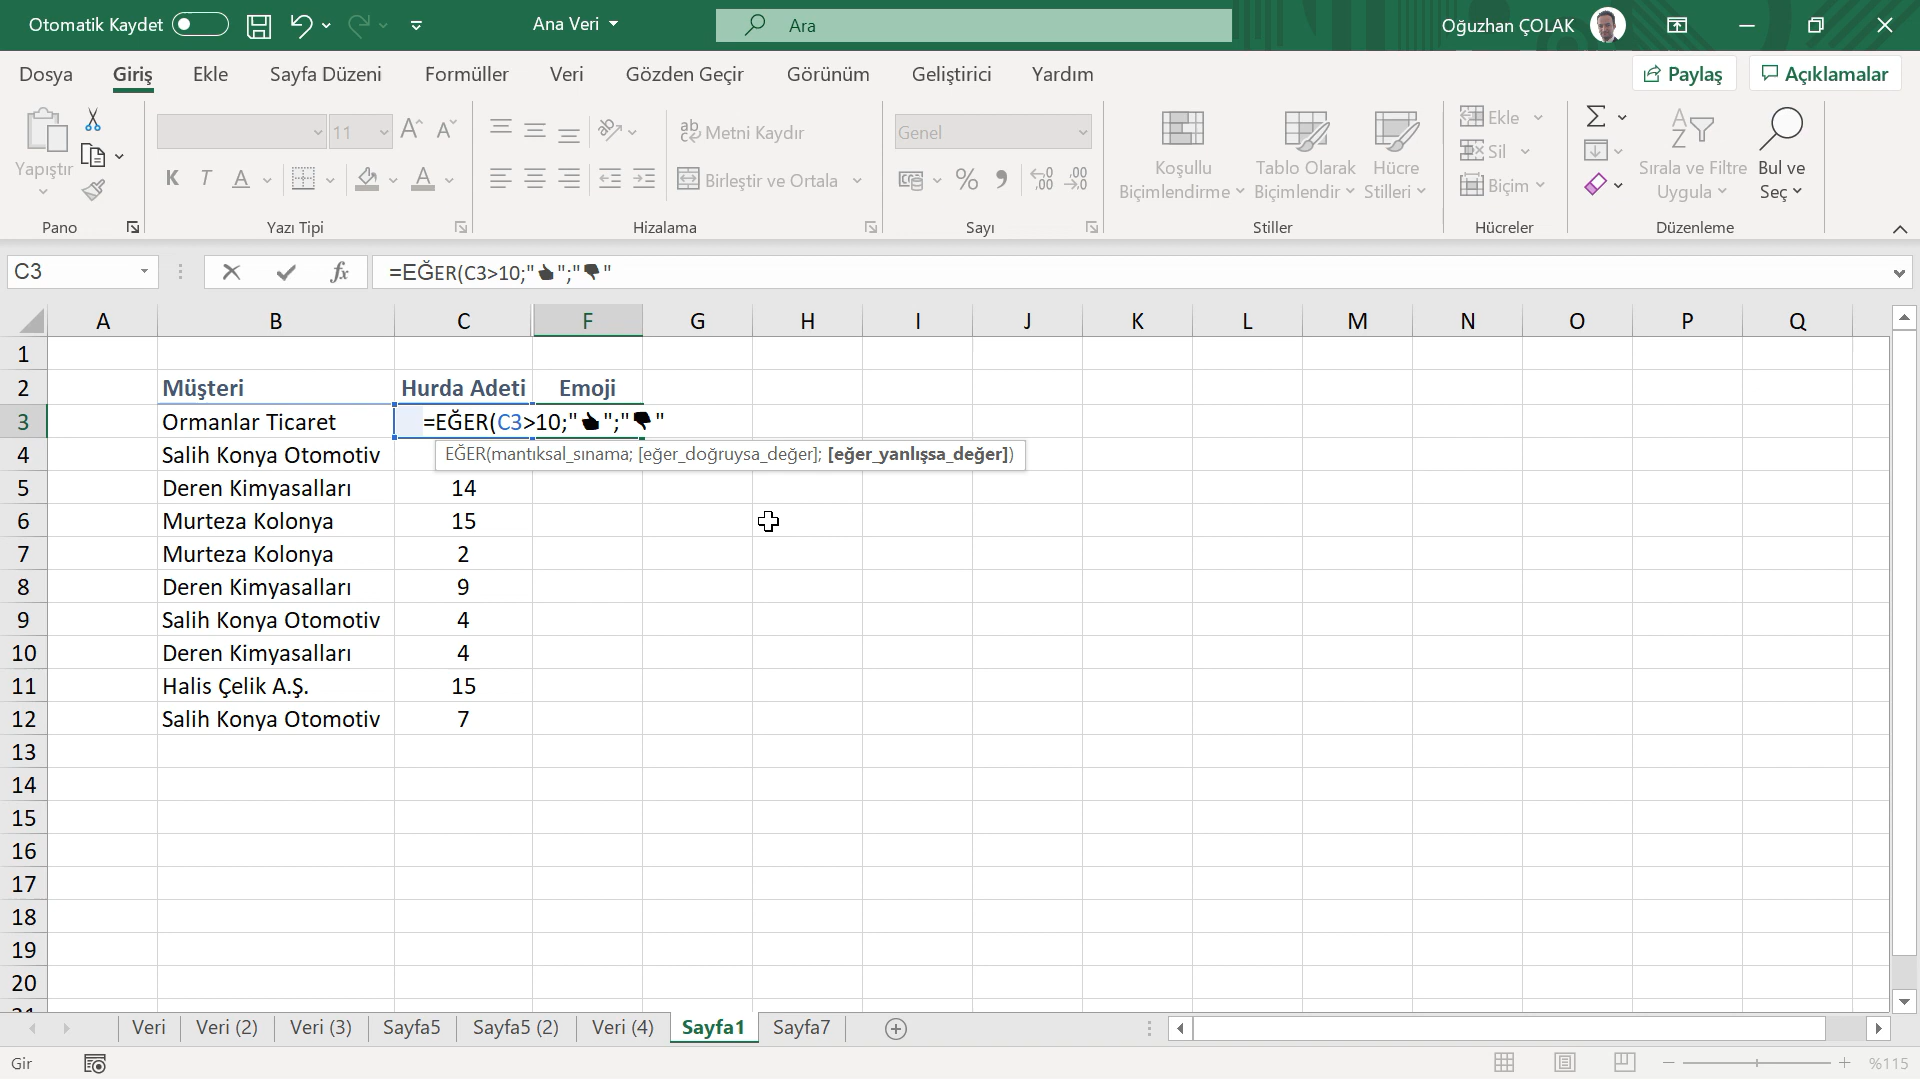 Otomatik Kaydet
Ana Veri
Ara
Oğuzhan ÇOLAK
Dosya Giriş Ekle Sayfa Düzeni Formüller Veri Gözden Geçir Görünüm Geliştirici Yardım
Paylaş Açıklamalar
Yapıştır
11
K T A
ab Metni Kaydır
Birleştir ve Ortala
Genel
Koşullu
Biçimlendirme
Tablo Olarak
Biçimlendir
Hücre
Stilleri
Ekle
Sil
Biçim
Sırala ve Filtre
Uygula
Bul ve
Seç
Pano Yazı Tipi Hizalama Sayı Stiller Hücreler Düzenleme
C3 fx =EĞER(C3>10;"👍";"👎"
A B C F G H I J K L M N O P Q
1
2 Müşteri Hurda Adeti Emoji
3 Ormanlar Ticaret =EĞER(C3>10;"👍";"👎"
4 Salih Konya Otomotiv EĞER(mantıksal_sınama; [eğer_doğruysa_değer]; [eğer_yanlışsa_değer])
5 Deren Kimyasalları 14
6 Murteza Kolonya 15
7 Murteza Kolonya 2
8 Deren Kimyasalları 9
9 Salih Konya Otomotiv 4
10 Deren Kimyasalları 4
11 Halis Çelik A.Ş. 15
12 Salih Konya Otomotiv 7
13
14
15
16
17
18
19
20
Veri Veri (2) Veri (3) Sayfa5 Sayfa5 (2) Veri (4) Sayfa1 Sayfa7
Gir %115